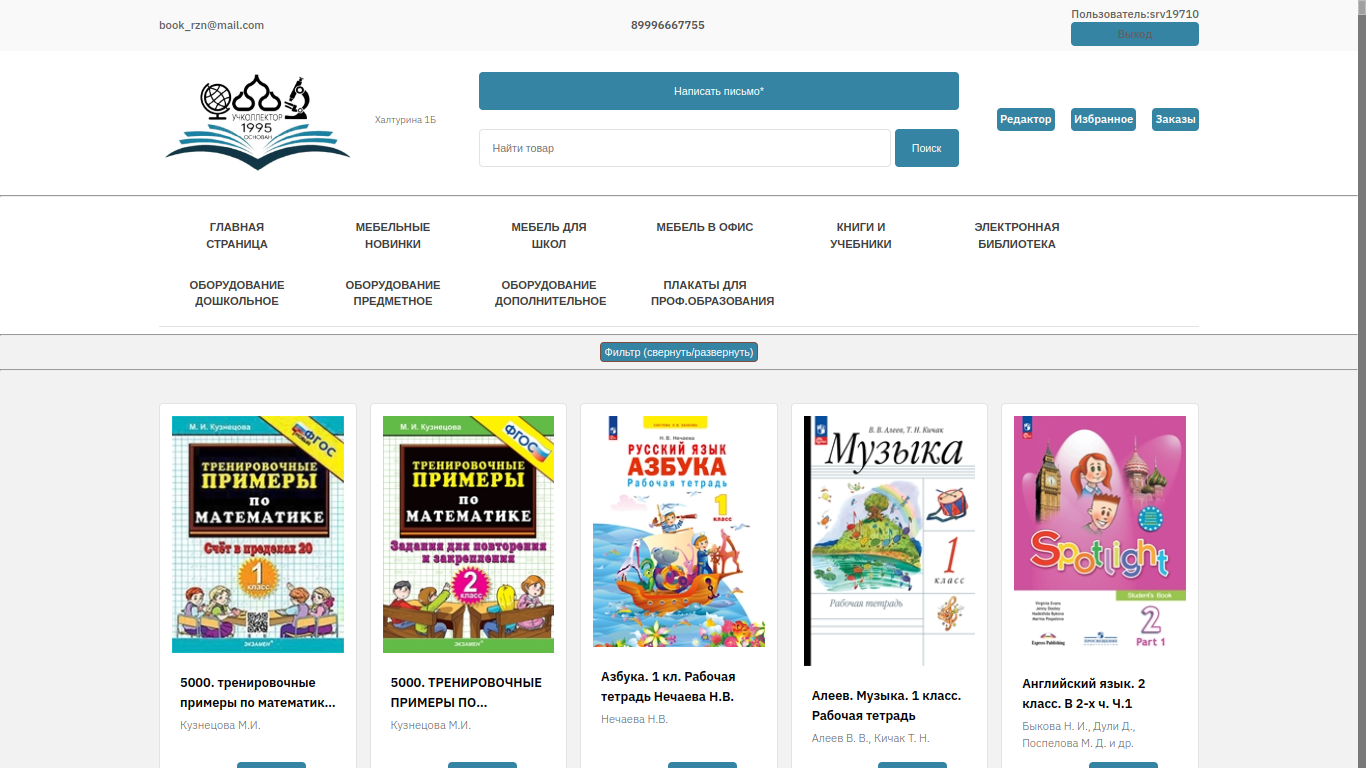 book_rzn@mail.com
89996667755
Пользователь:srv19710
Выход
УЧКОЛЛЕКТОР
1995
ОСНОВАН
Халтурина 1Б
Написать письмо*
Найти товар
Поиск
Редактор
Избранное
Заказы
ГЛАВНАЯ
СТРАНИЦА
МЕБЕЛЬНЫЕ
НОВИНКИ
МЕБЕЛЬ ДЛЯ
ШКОЛ
МЕБЕЛЬ В ОФИС
КНИГИ И
УЧЕБНИКИ
ЭЛЕКТРОННАЯ
БИБЛИОТЕКА
ОБОРУДОВАНИЕ
ДОШКОЛЬНОЕ
ОБОРУДОВАНИЕ
ПРЕДМЕТНОЕ
ОБОРУДОВАНИЕ
ДОПОЛНИТЕЛЬНОЕ
ПЛАКАТЫ ДЛЯ
ПРОФ.ОБРАЗОВАНИЯ
Фильтр (свернуть/развернуть)
М. И. Кузнецова
ФГОС
ТРЕНИРОВОЧНЫЕ
ПРИМЕРЫ
ПО
МАТЕМАТИКЕ
Счёт в пределах 20
1
класс
ЭКЗАМЕН
5000. тренировочные
примеры по математик...
Кузнецова М.И.
М. И. Кузнецова
ФГОС
ТРЕНИРОВОЧНЫЕ
ПРИМЕРЫ
ПО
МАТЕМАТИКЕ
Задания для повторения
и закрепления
2
класс
ЭКЗАМЕН
5000. ТРЕНИРОВОЧНЫЕ
ПРИМЕРЫ ПО...
Кузнецова М.И.
Н. В. Нечаева
РУССКИЙ ЯЗЫК
АЗБУКА
Рабочая тетрадь
1
класс
Азбука. 1 кл. Рабочая
тетрадь Нечаева Н.В.
Нечаева Н.В.
В. В. Алеев, Т. Н. Кичак
Музыка
1
класс
Рабочая тетрадь
Алеев. Музыка. 1 класс.
Рабочая тетрадь
Алеев В. В., Кичак Т. Н.
Spotlight
Student's Book
Virginia Evans
Jenny Dooley
2
Part 1
Express Publishing
ПРОСВЕЩЕНИЕ
Английский язык. 2
класс. В 2-х ч. Ч.1
Быкова Н. И., Дули Д.,
Поспелова М. Д. и др.